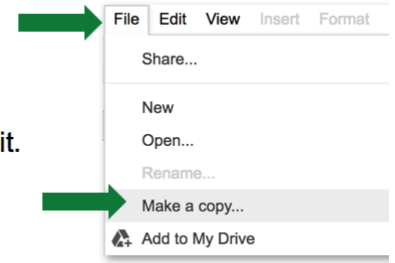 File Edit View Insert Format
Share...
New
Open...
it.
Rename...
Make a copy...
Add to My Drive